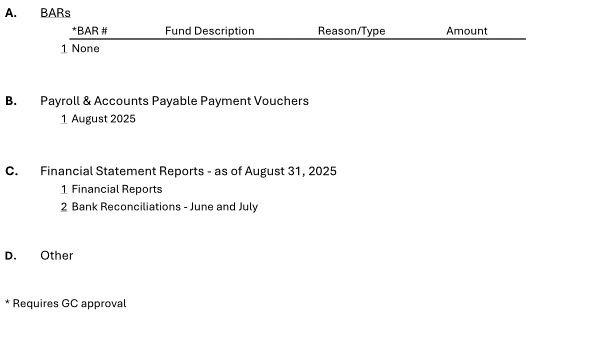 A. BARs
*BAR # Fund Description Reason/Type Amount
1 None
B. Payroll & Accounts Payable Payment Vouchers
1 August 2025
C. Financial Statement Reports - as of August 31, 2025
1 Financial Reports
2 Bank Reconciliations - June and July
D. Other
* Requires GC approval